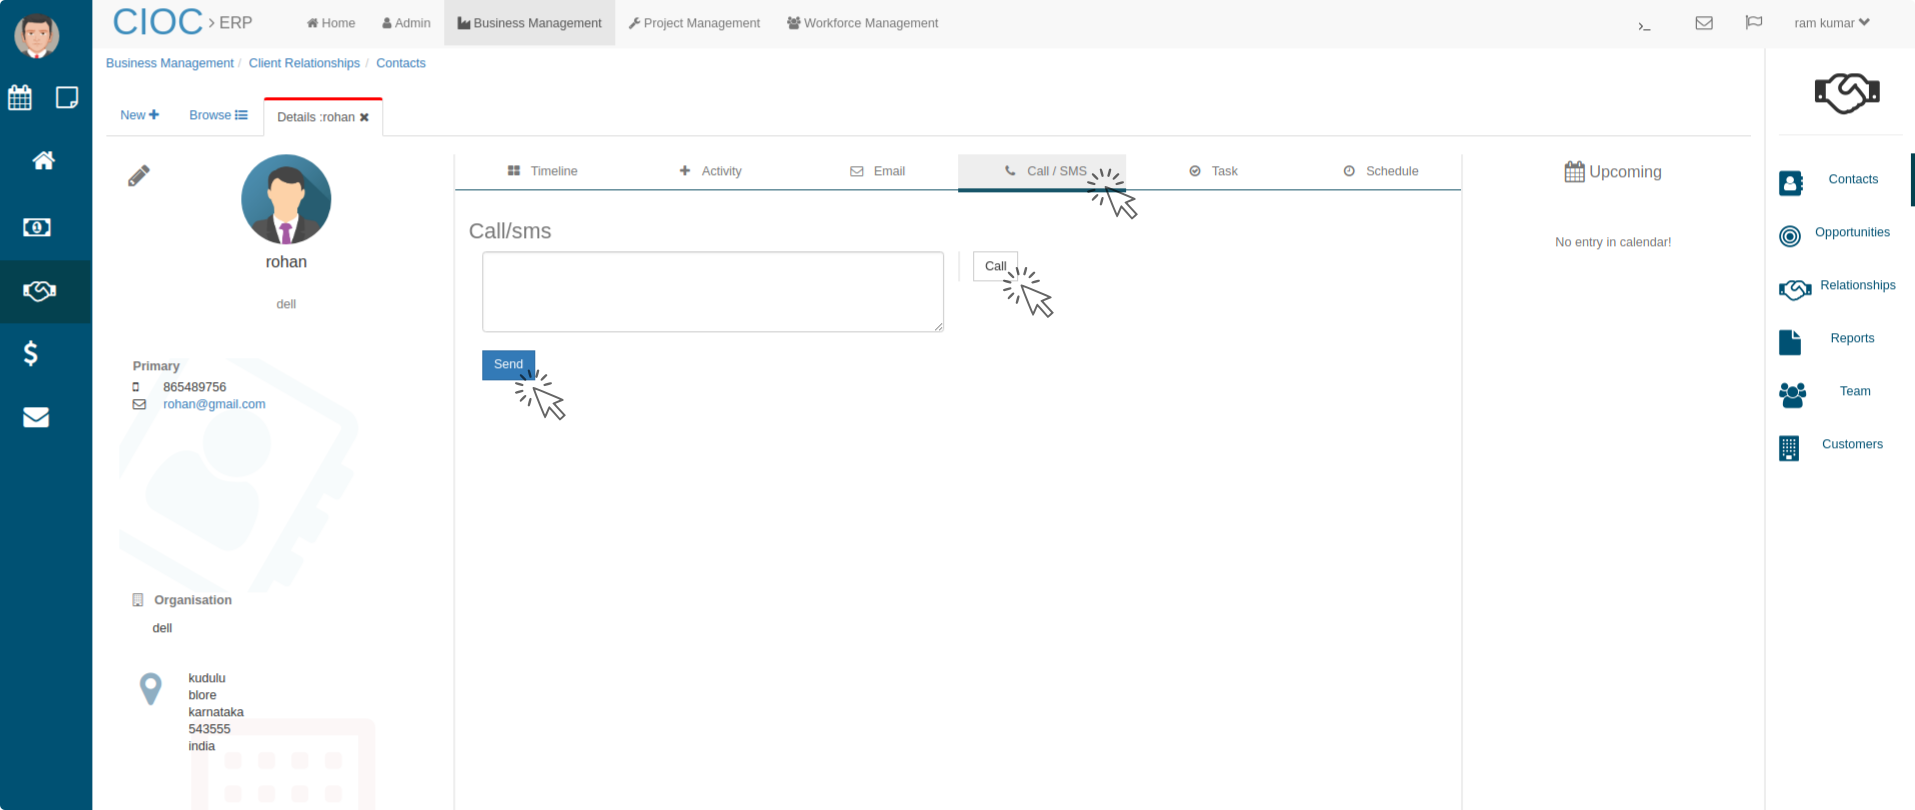 CIOC > ERP
Home
Admin
Business Management
Project Management
Workforce Management
ram kumar
Business Management / Client Relationships / Contacts
New
Browse
Details :rohan
rohan
dell
Primary
865489756
rohan@gmail.com
Organisation
dell
kudulu
blore
karnataka
543555
india
Timeline
Activity
Email
Call / SMS
Task
Schedule
Call/sms
Call
Send
Upcoming
No entry in calendar!
Contacts
Opportunities
Relationships
Reports
Team
Customers